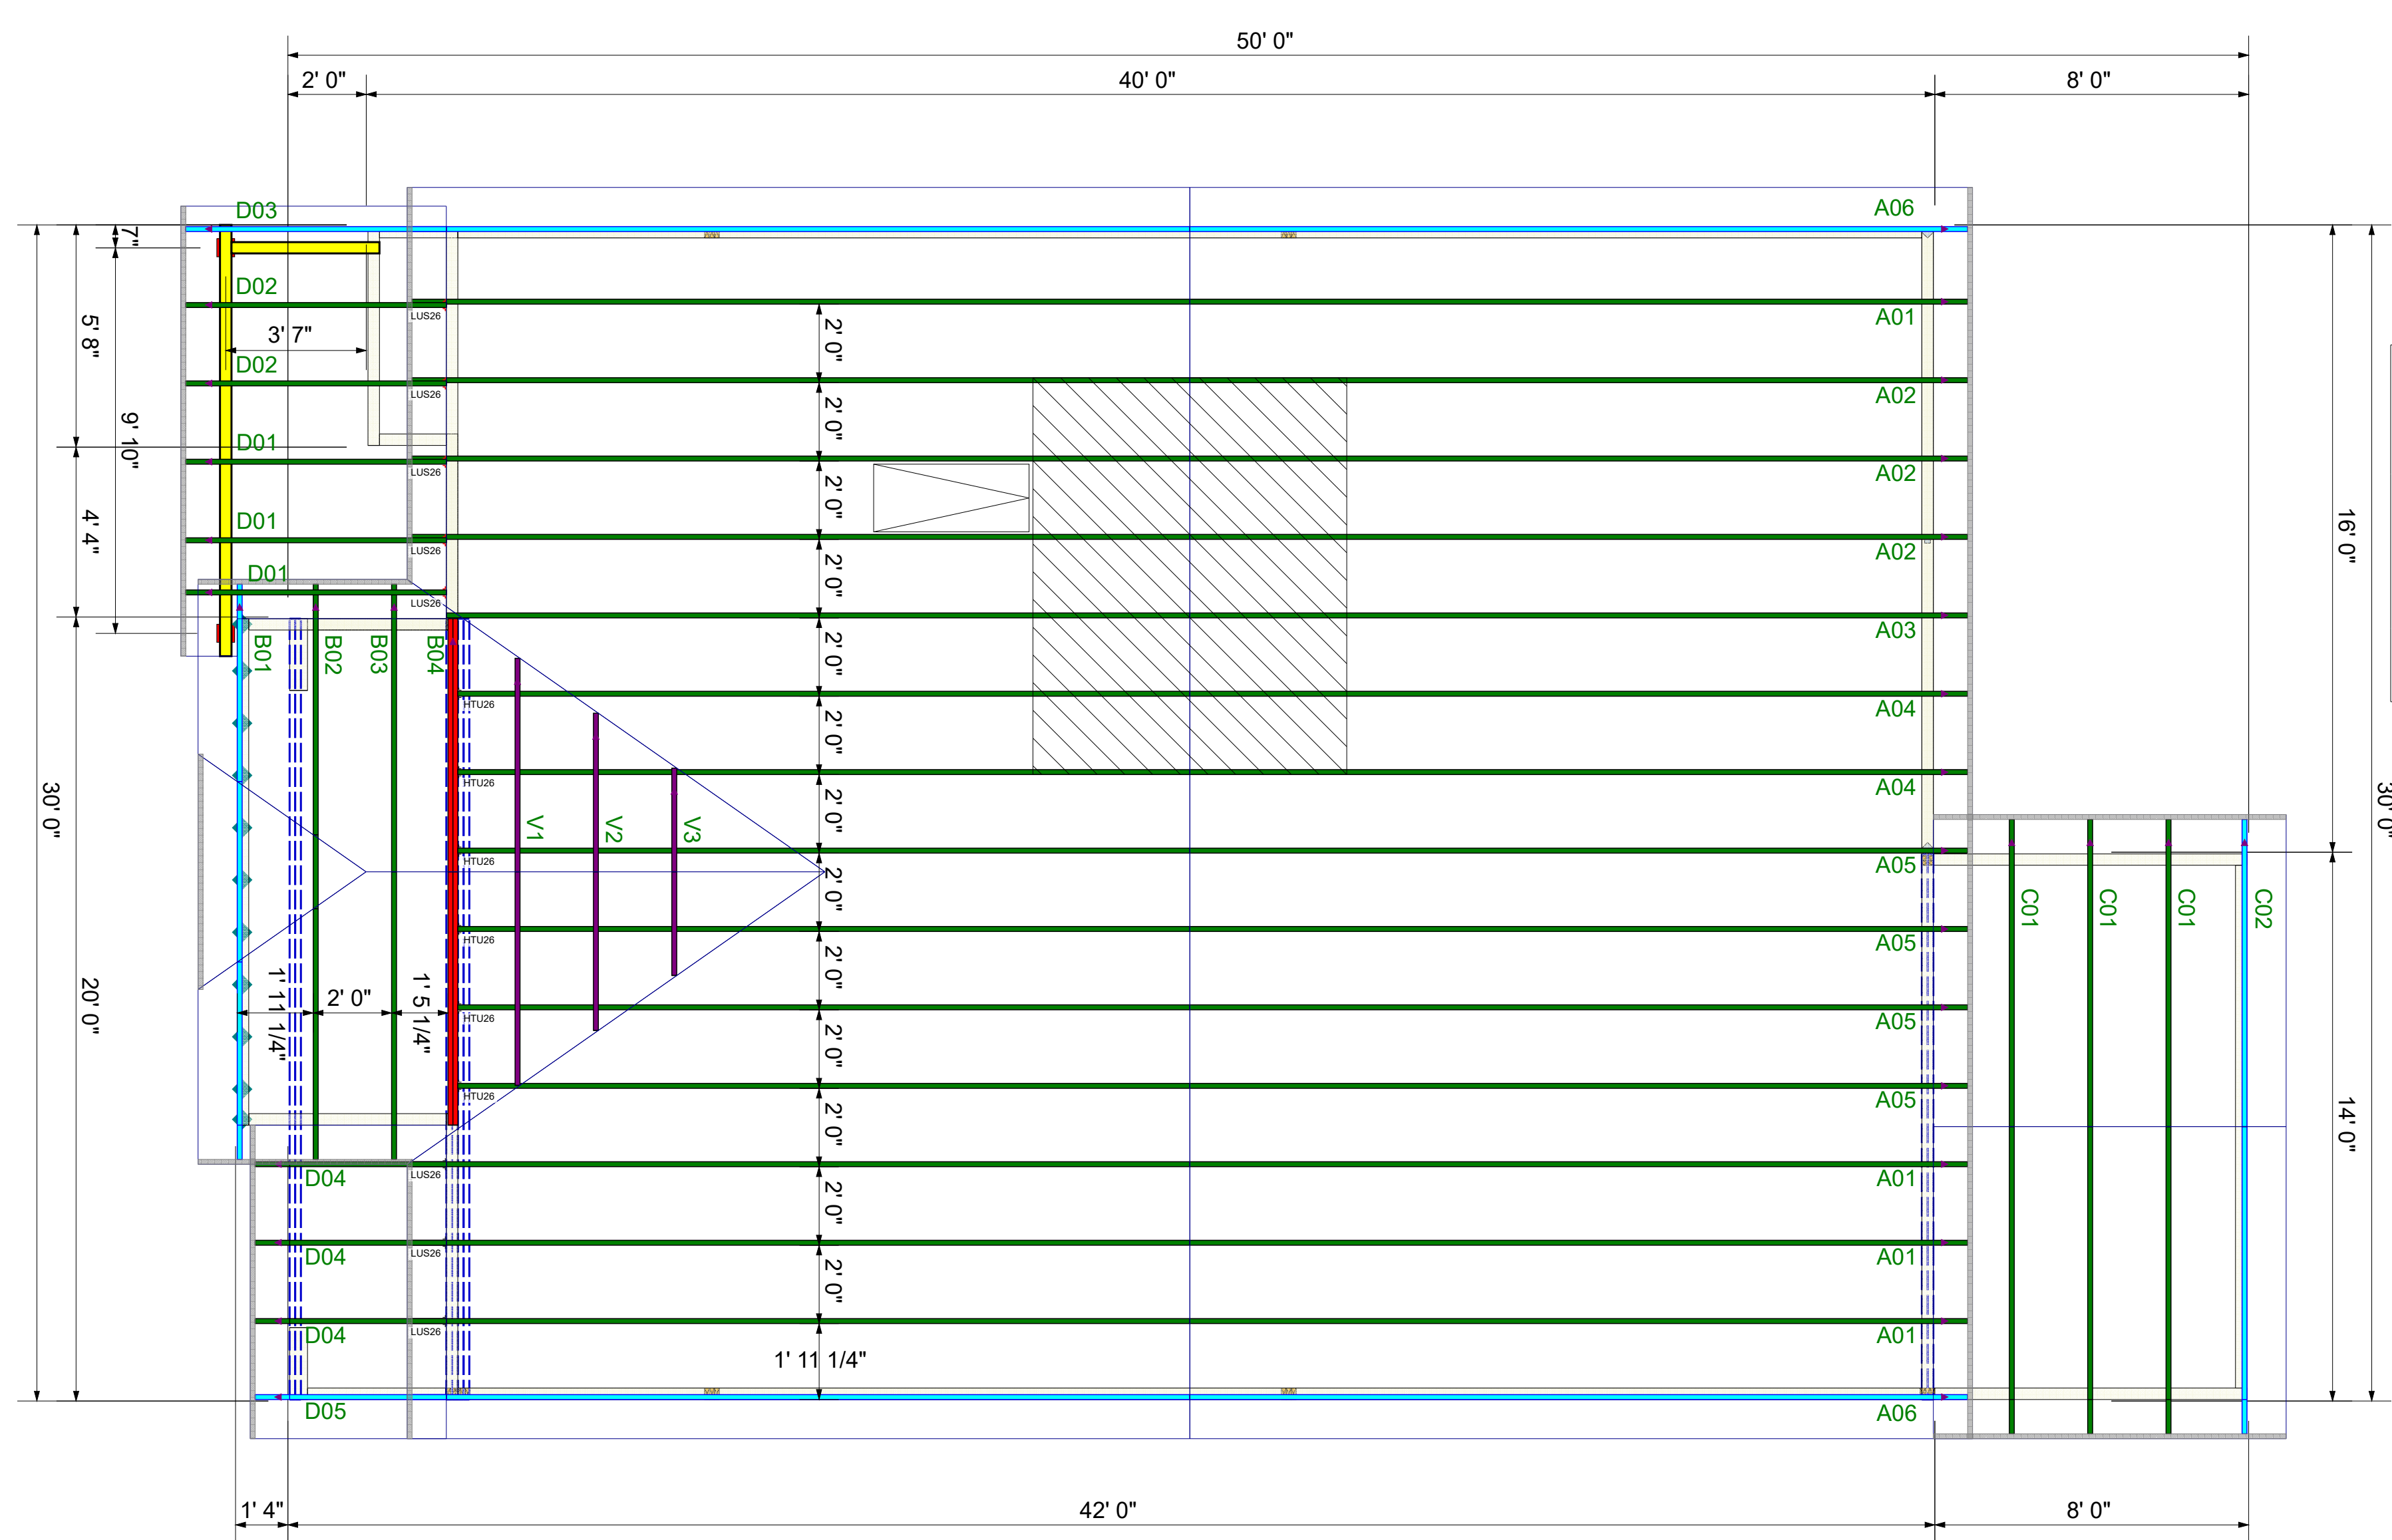 50' 0"
2' 0"
40' 0"
8' 0"
D03
A06
7"
D02
LUS26
A01
2' 0"
5' 8"
3' 7"
D02
LUS26
A02
2' 0"
9' 10"
D01
LUS26
A02
2' 0"
4' 4"
D01
LUS26
A02
16' 0"
2' 0"
D01
LUS26
B01
B02
B03
B04
A03
2' 0"
HTU26
A04
2' 0"
30' 0"
HTU26
A04
30' 0"
V1
V2
V3
2' 0"
HTU26
A05
2' 0"
C01
C01
C01
C02
HTU26
A05
20' 0"
1' 11 1/4"
2' 0"
1' 5 1/4"
2' 0"
HTU26
A05
2' 0"
HTU26
A05
14' 0"
2' 0"
D04
LUS26
A01
2' 0"
D04
LUS26
A01
2' 0"
D04
LUS26
A01
1' 11 1/4"
D05
A06
1' 4"
42' 0"
8' 0"